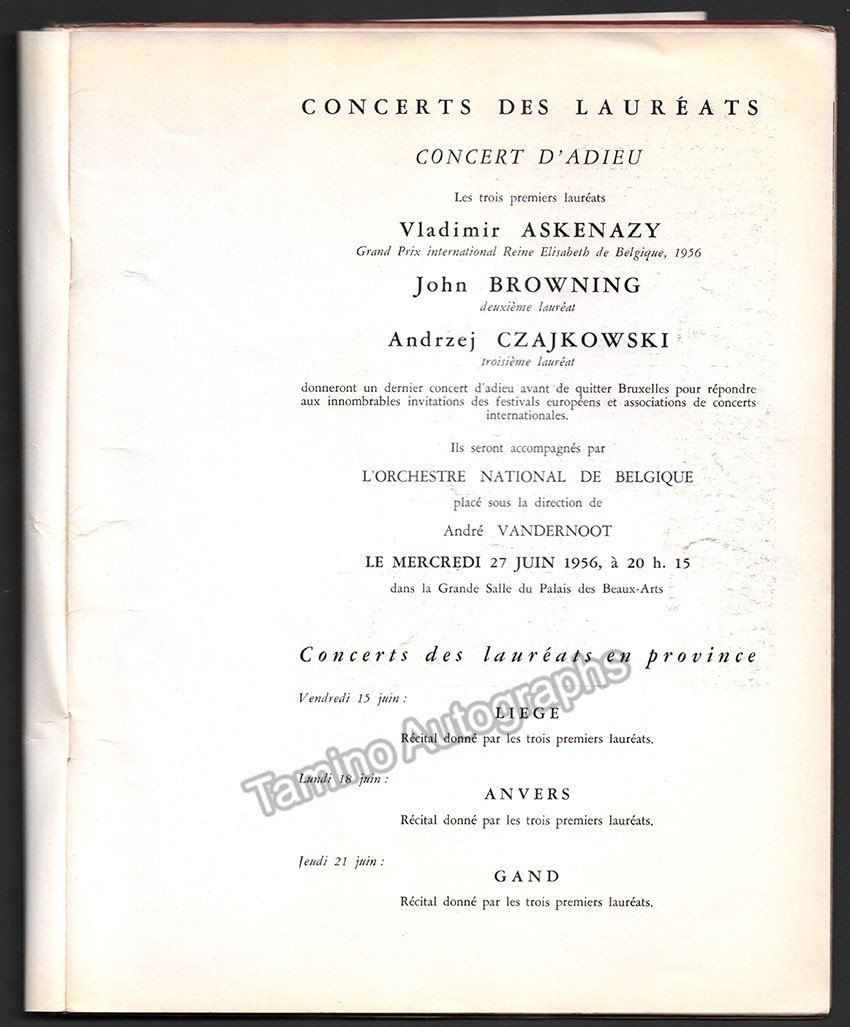 CONCERTS DES LAURÉATS
CONCERT D'ADIEU
Les trois premiers lauréats
Vladimir ASKENAZY
Grand Prix international Reine Elisabeth de Belgique, 1956
John BROWNING
deuxième lauréat
Andrzej CZAJKOWSKI
troisième lauréat
donneront un dernier concert d'adieu avant de quitter Bruxelles pour répondre
aux innombrables invitations des festivals européens et associations de concerts
internationales.
Ils seront accompagnés par
L'ORCHESTRE NATIONAL DE BELGIQUE
placé sous la direction de
André VANDERNOOT
LE MERCREDI 27 JUIN 1956, à 20 h. 15
dans la Grande Salle du Palais des Beaux-Arts
Concerts des lauréats en province
Vendredi 15 juin :
LIEGE
Récital donné par les trois premiers lauréats.
Tamino Autographs
Lundi 18 juin :
ANVERS
Récital donné par les trois premiers lauréats.
Jeudi 21 juin :
GAND
Récital donné par les trois premiers lauréats.